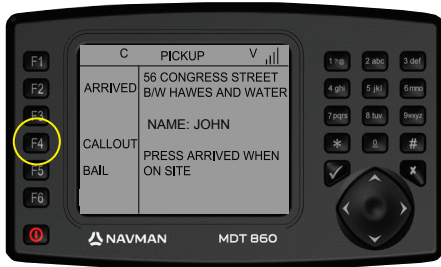 C PICKUP V
ARRIVED
CALLOUT
BAIL
56 CONGRESS STREET
B/W HAWES AND WATER
NAME: JOHN
PRESS ARRIVED WHEN
ON SITE
F1
F2
F3
F4
F5
F6
2 abc 3 def
4 ghi 5 jkl 6 mno
7 pqrs 8 tuv 9 wxyz
* 0 #
NAVMAN MDT 860